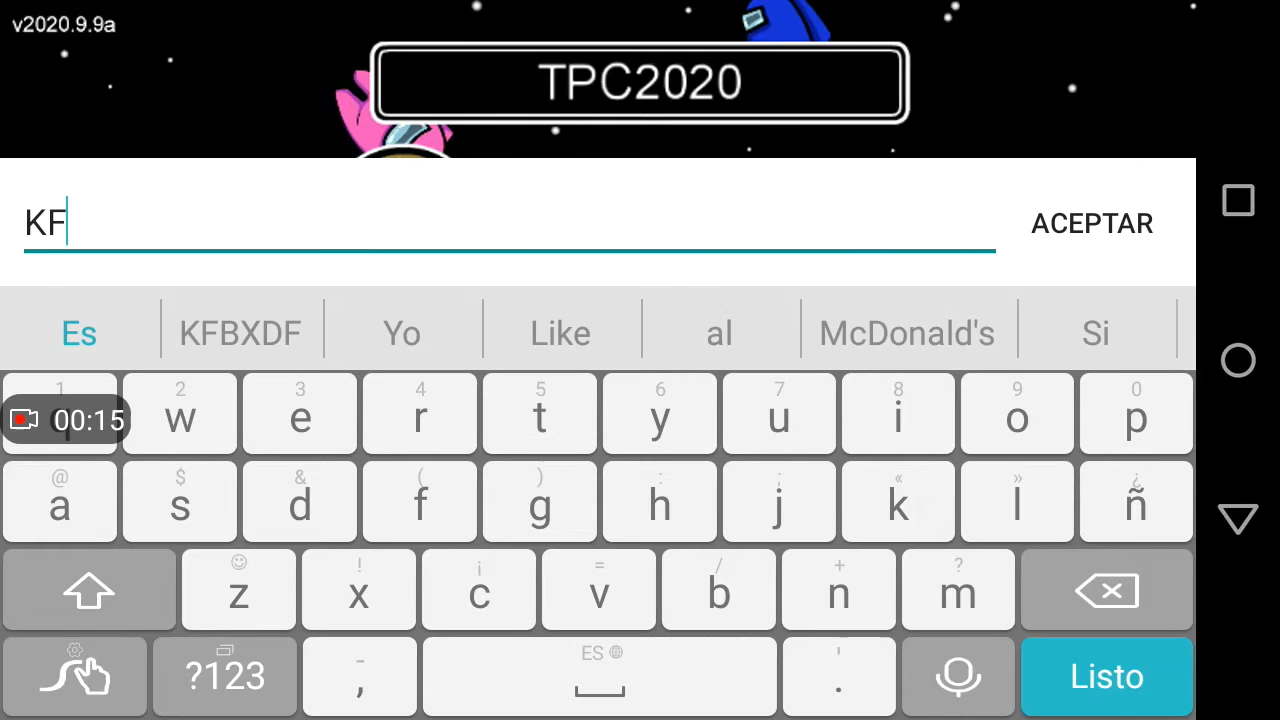 v2020.9.9a
TPC2020
KF
ACEPTAR
Es KFBXDF Yo Like al McDonald's Si
1 2 3 4 5 6 7 8 9 0
00:15 w e r t y u i o p
@ $ & ( ) : ; « » ¿
a s d f g h j k l ñ
! ¡ = / + ?
z x c v b n m
- ES '
?123 , . Listo